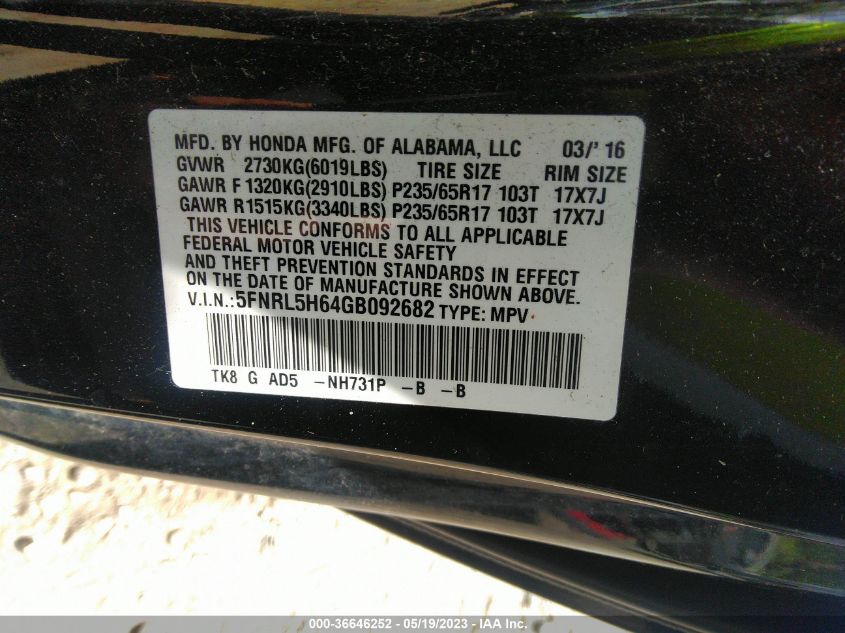 MFD. BY HONDA MFG. OF ALABAMA, LLC 03/' 16
GVWR 2730KG(6019LBS) TIRE SIZE RIM SIZE
GAWR F 1320KG(2910LBS) P235/65R17 103T 17X7J
GAWR R1515KG(3340LBS) P235/65R17 103T 17X7J
THIS VEHICLE CONFORMS TO ALL APPLICABLE
FEDERAL MOTOR VEHICLE SAFETY
AND THEFT PREVENTION STANDARDS IN EFFECT
ON THE DATE OF MANUFACTURE SHOWN ABOVE.
V.I.N.:5FNRL5H64GB092682 TYPE: MPV
TK8 G AD5 -NH731P -B -B
000-36646252 - 05/19/2023 - IAA Inc.